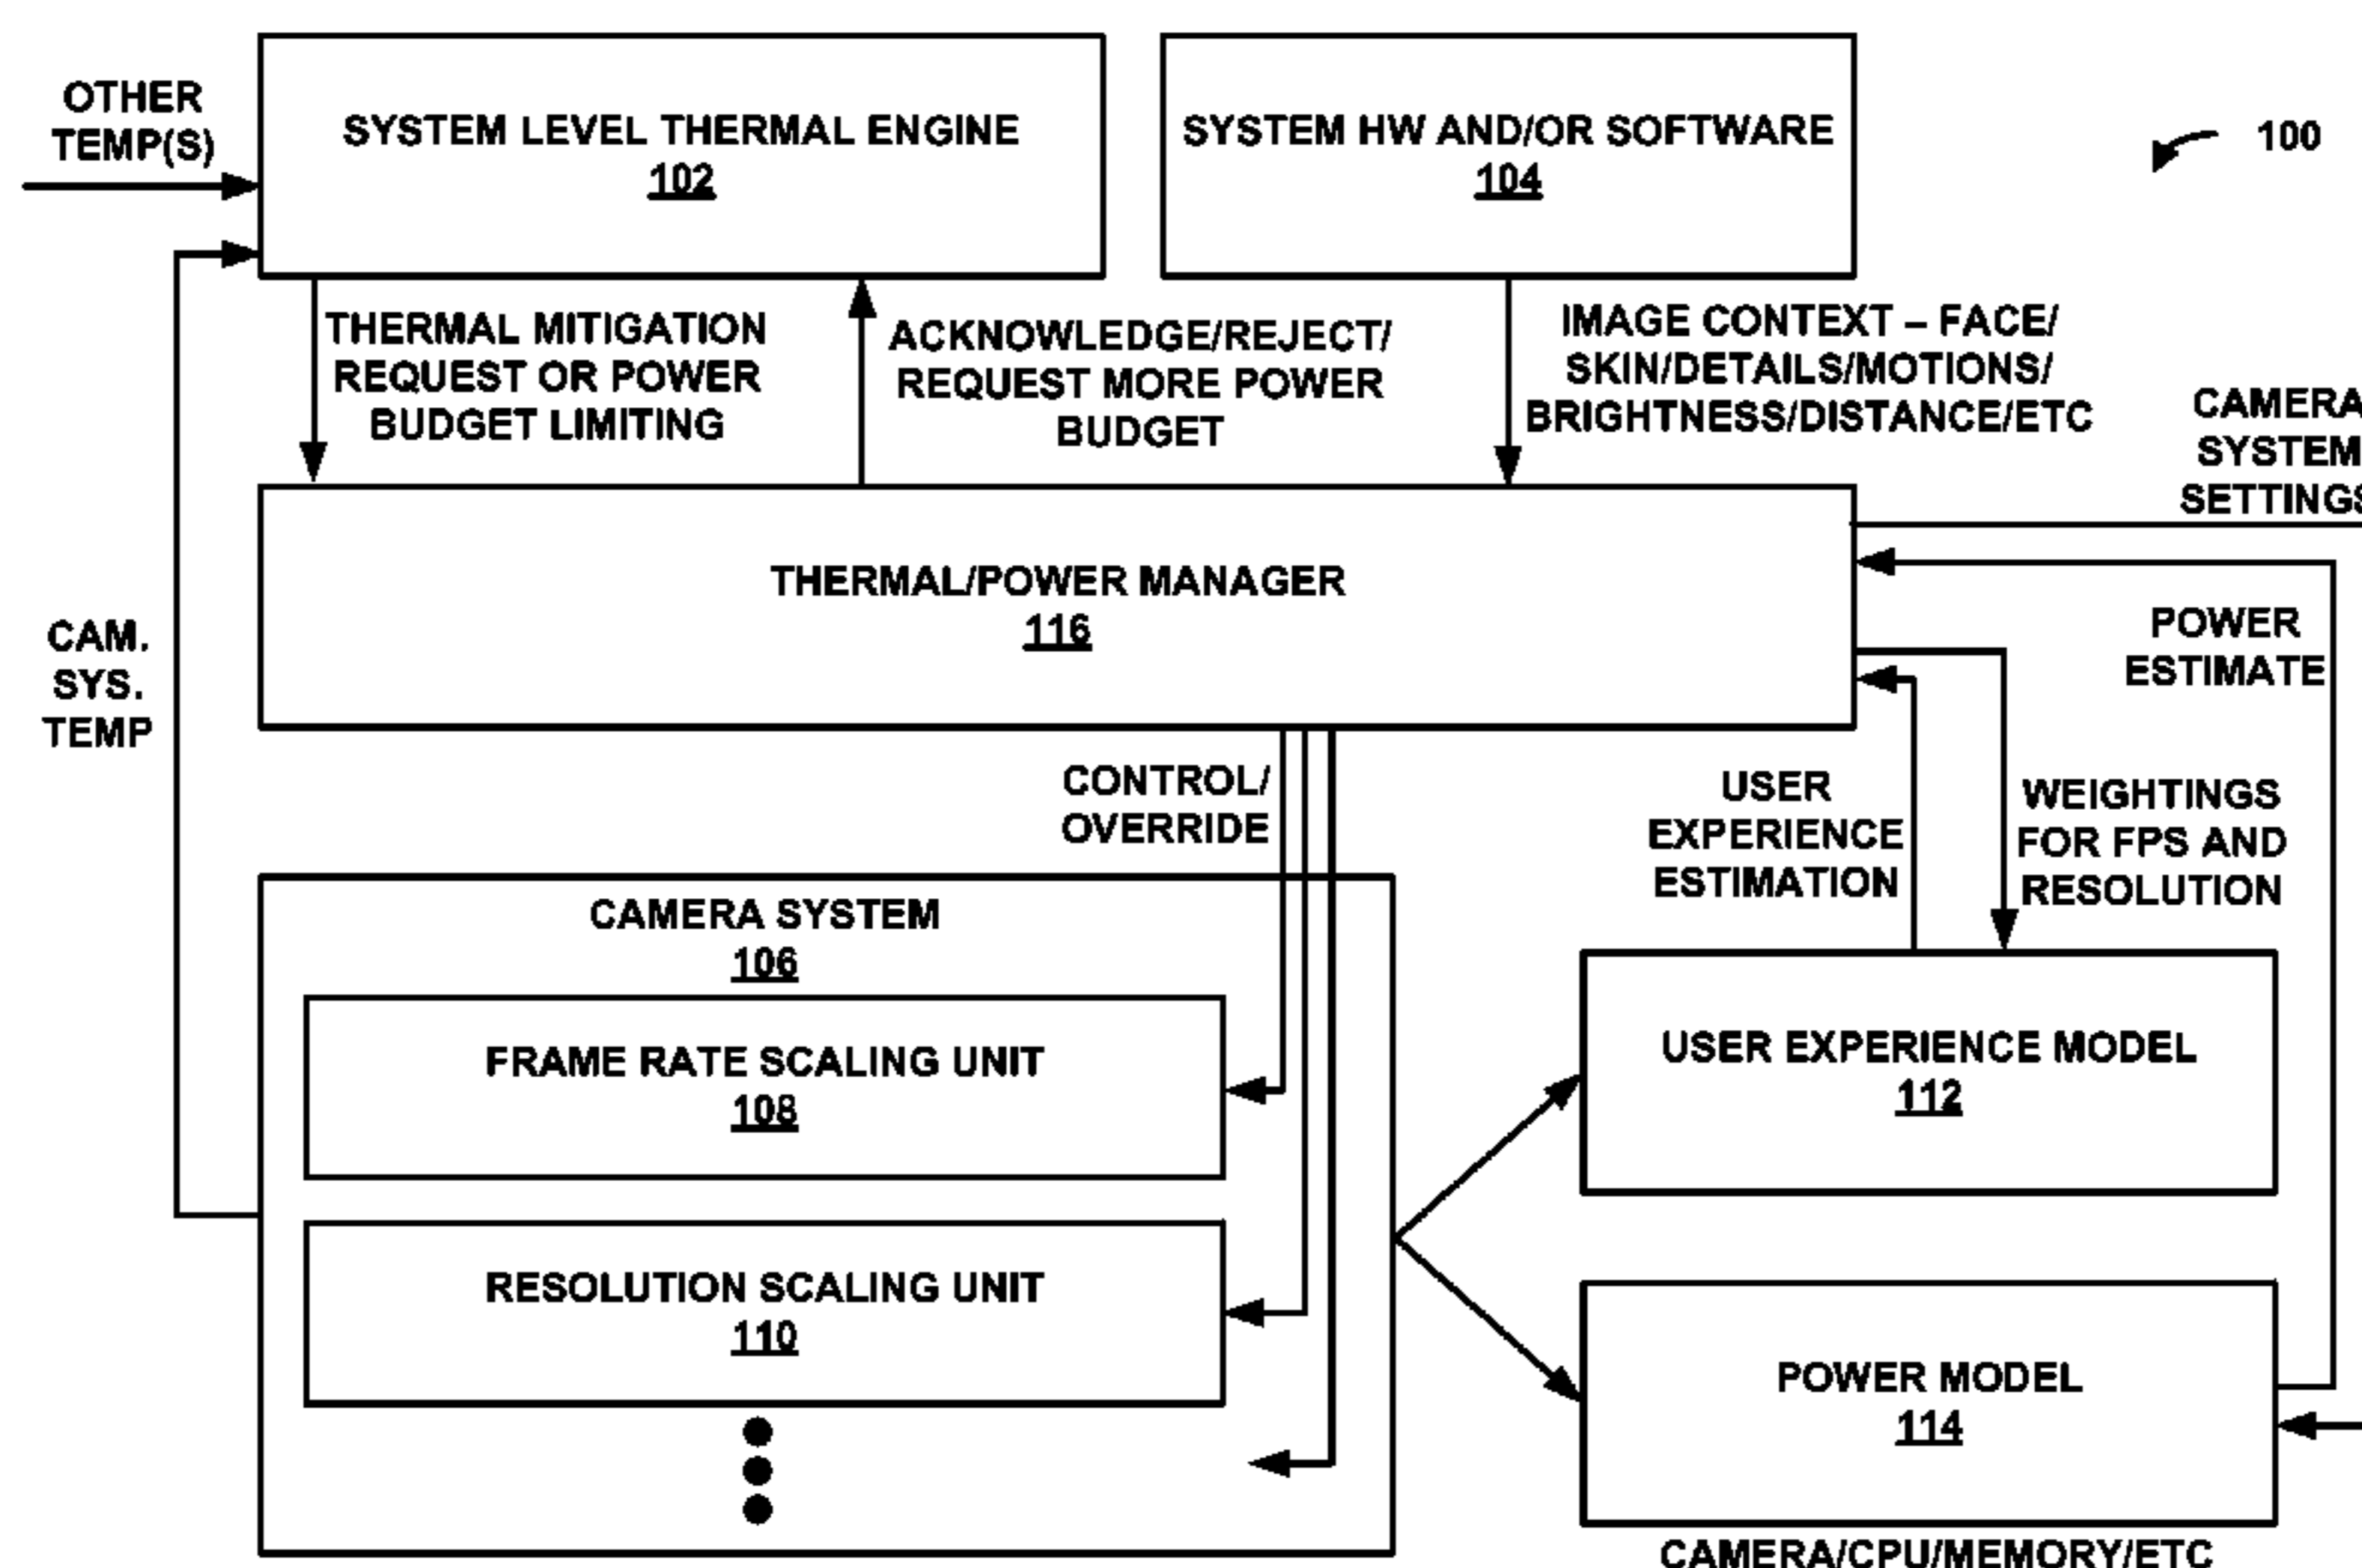 OTHER
TEMP(S)
SYSTEM LEVEL THERMAL ENGINE
102
SYSTEM HW AND/OR SOFTWARE
104
100
THERMAL MITIGATION
REQUEST OR POWER
BUDGET LIMITING
ACKNOWLEDGE/REJECT/
REQUEST MORE POWER
BUDGET
IMAGE CONTEXT – FACE/
SKIN/DETAILS/MOTIONS/
BRIGHTNESS/DISTANCE/ETC
CAMERA
SYSTEM
SETTINGS
THERMAL/POWER MANAGER
116
CAM.
SYS.
TEMP
POWER
ESTIMATE
CONTROL/
OVERRIDE
USER
EXPERIENCE
ESTIMATION
WEIGHTINGS
FOR FPS AND
RESOLUTION
CAMERA SYSTEM
106
FRAME RATE SCALING UNIT
108
RESOLUTION SCALING UNIT
110
USER EXPERIENCE MODEL
112
POWER MODEL
114
CAMERA/CPU/MEMORY/ETC